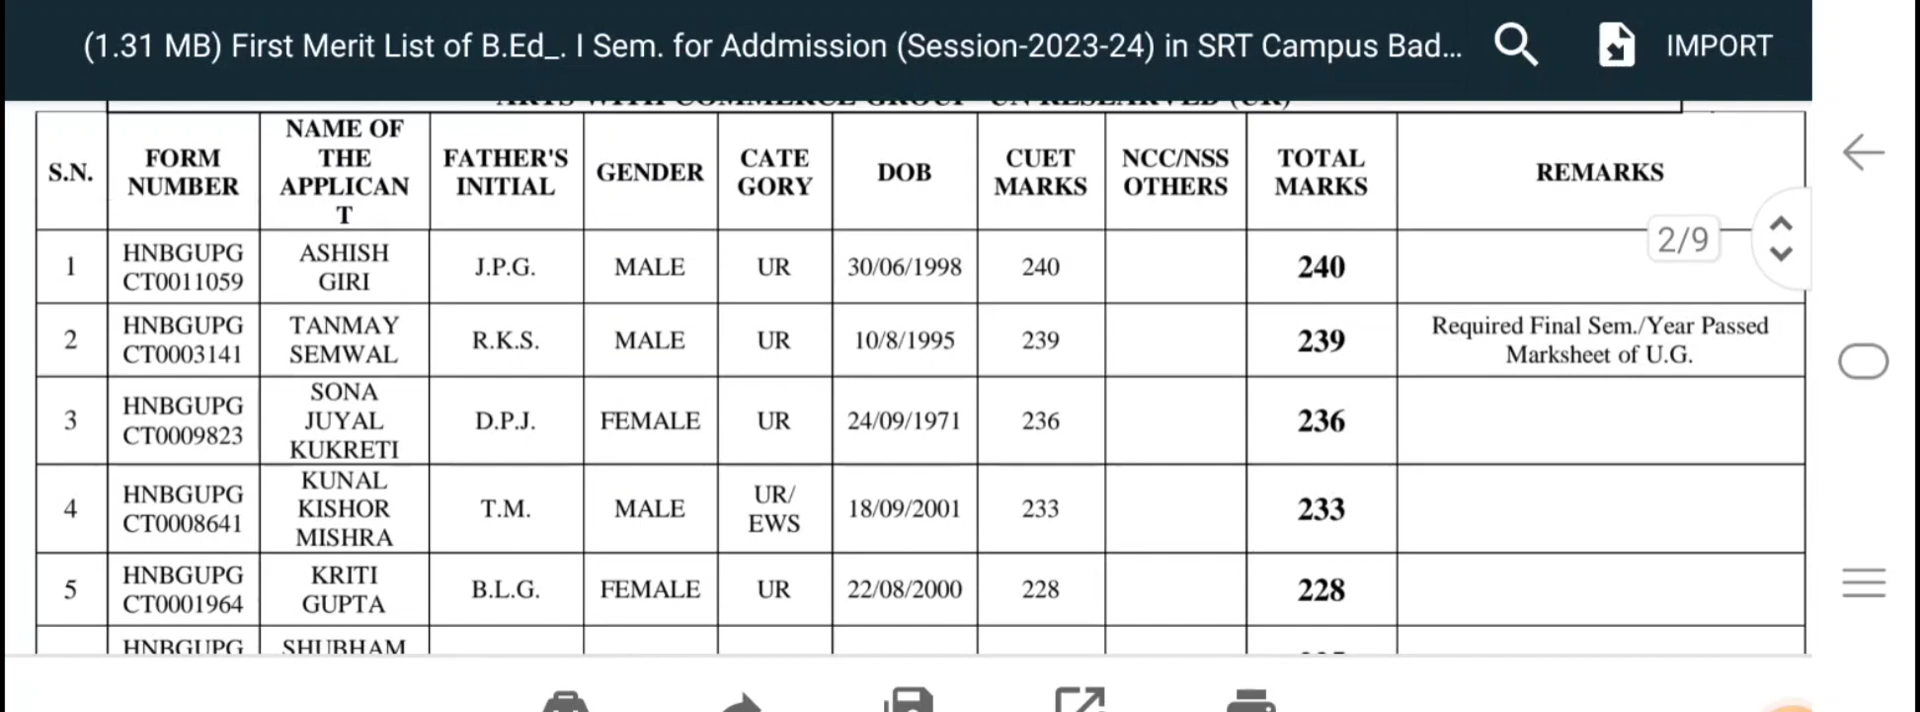 (1.31 MB) First Merit List of B.Ed_. I Sem. for Addmission (Session-2023-24) in SRT Campus Bad...
IMPORT
ARTS WITH COMMERCE GROUP
(UR)
S.N.
FORM
NUMBER
NAME OF
THE
APPLICAN
T
FATHER'S
INITIAL
GENDER
CATE
GORY
DOB
CUET
MARKS
NCC/NSS
OTHERS
TOTAL
MARKS
REMARKS
2/9
1
HNBGUPG
CT0011059
ASHISH
GIRI
J.P.G.
MALE
UR
30/06/1998
240
240
2
HNBGUPG
CT0003141
TANMAY
SEMWAL
R.K.S.
MALE
UR
10/8/1995
239
239
Required Final Sem./Year Passed
Marksheet of U.G.
3
HNBGUPG
CT0009823
SONA
JUYAL
KUKRETI
D.P.J.
FEMALE
UR
24/09/1971
236
236
4
HNBGUPG
CT0008641
KUNAL
KISHOR
MISHRA
T.M.
MALE
UR/
EWS
18/09/2001
233
233
5
HNBGUPG
CT0001964
KRITI
GUPTA
B.L.G.
FEMALE
UR
22/08/2000
228
228
HNBGUPG
SHUBHAM